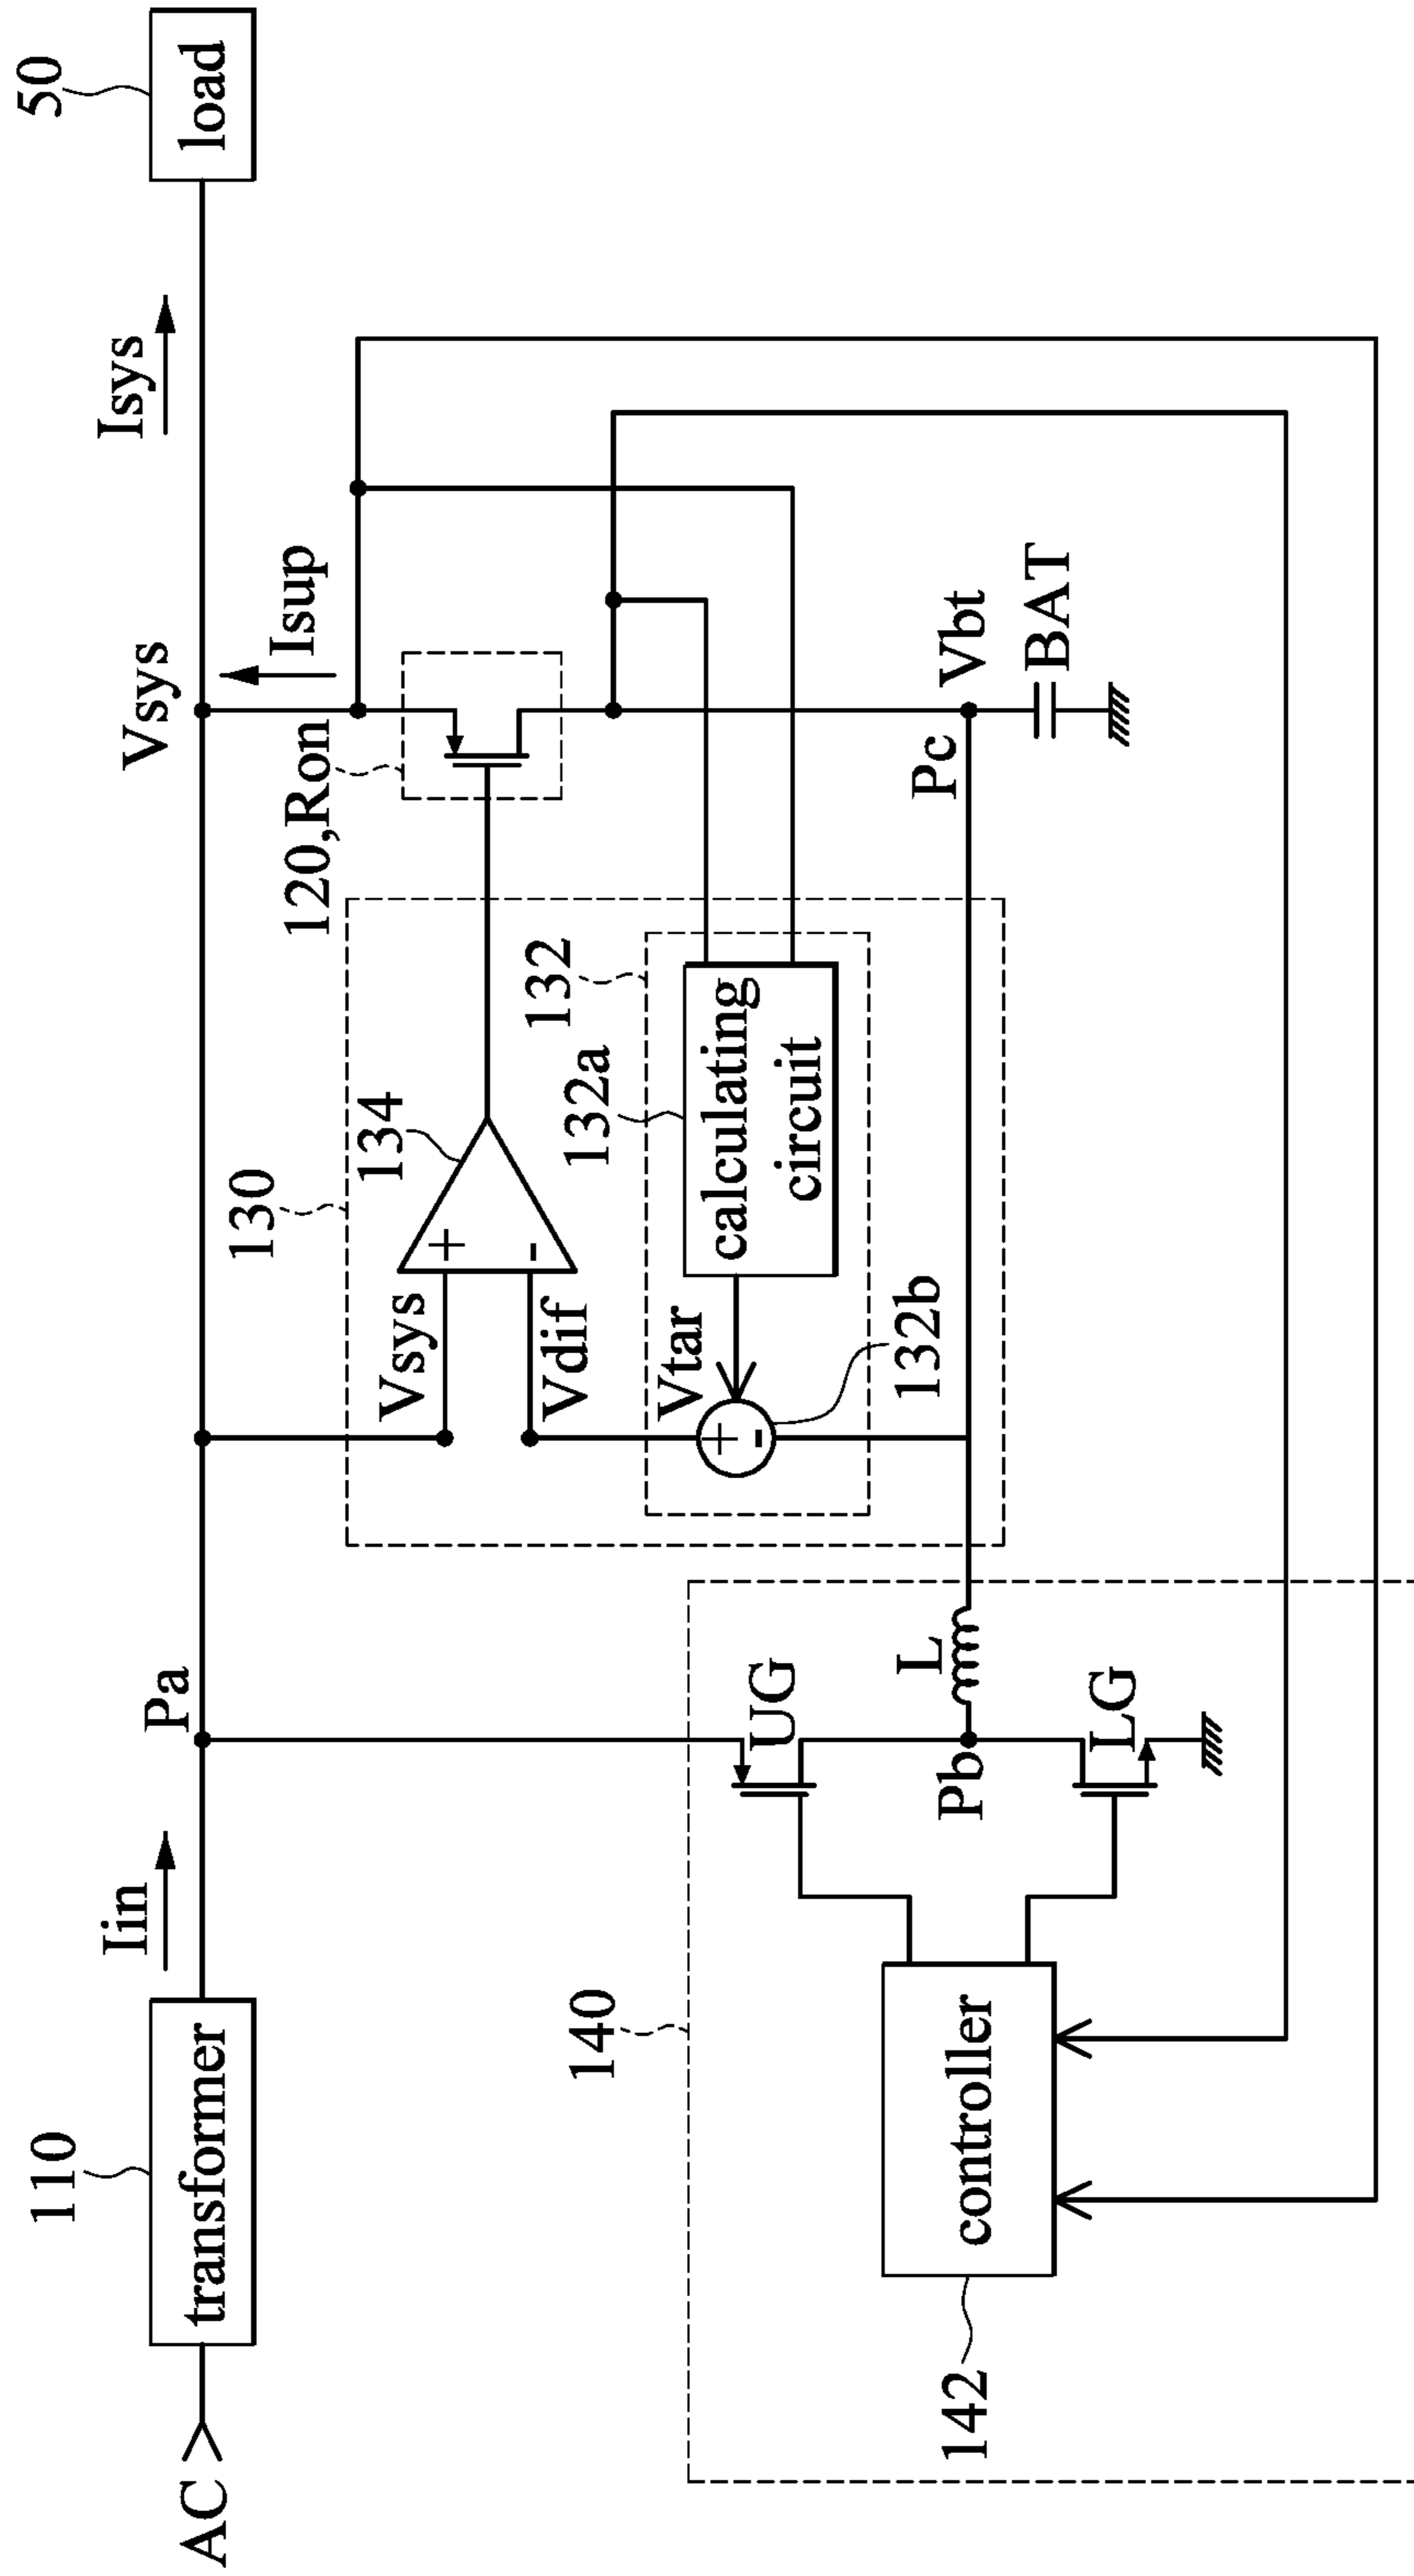 AC
110
transformer
Iin
Pa
Vsys
Isys
50
load
Isup
120,Ron
130
134
Vsys
+
-
Vdif
132
132a
calculating
circuit
Vtar
+
-
132b
140
UG
L
Pb
LG
Pc
Vbt
BAT
controller
142